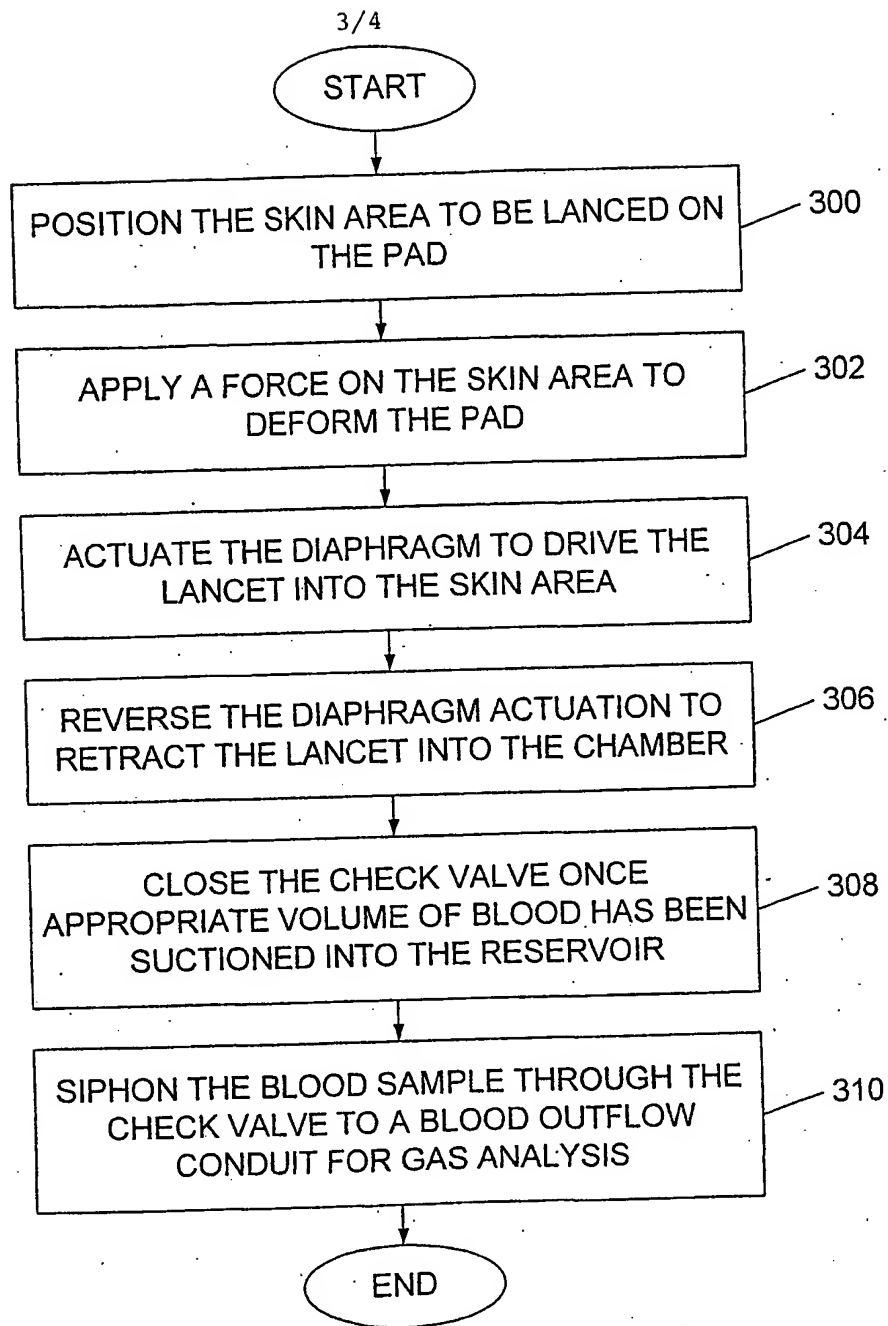 3/4
START
POSITION THE SKIN AREA TO BE LANCED ON
THE PAD
300
APPLY A FORCE ON THE SKIN AREA TO
DEFORM THE PAD
302
ACTUATE THE DIAPHRAGM TO DRIVE THE
LANCET INTO THE SKIN AREA
304
REVERSE THE DIAPHRAGM ACTUATION TO
RETRACT THE LANCET INTO THE CHAMBER
306
CLOSE THE CHECK VALVE ONCE
APPROPRIATE VOLUME OF BLOOD HAS BEEN
SUCTIONED INTO THE RESERVOIR
308
SIPHON THE BLOOD SAMPLE THROUGH THE
CHECK VALVE TO A BLOOD OUTFLOW
CONDUIT FOR GAS ANALYSIS
310
END